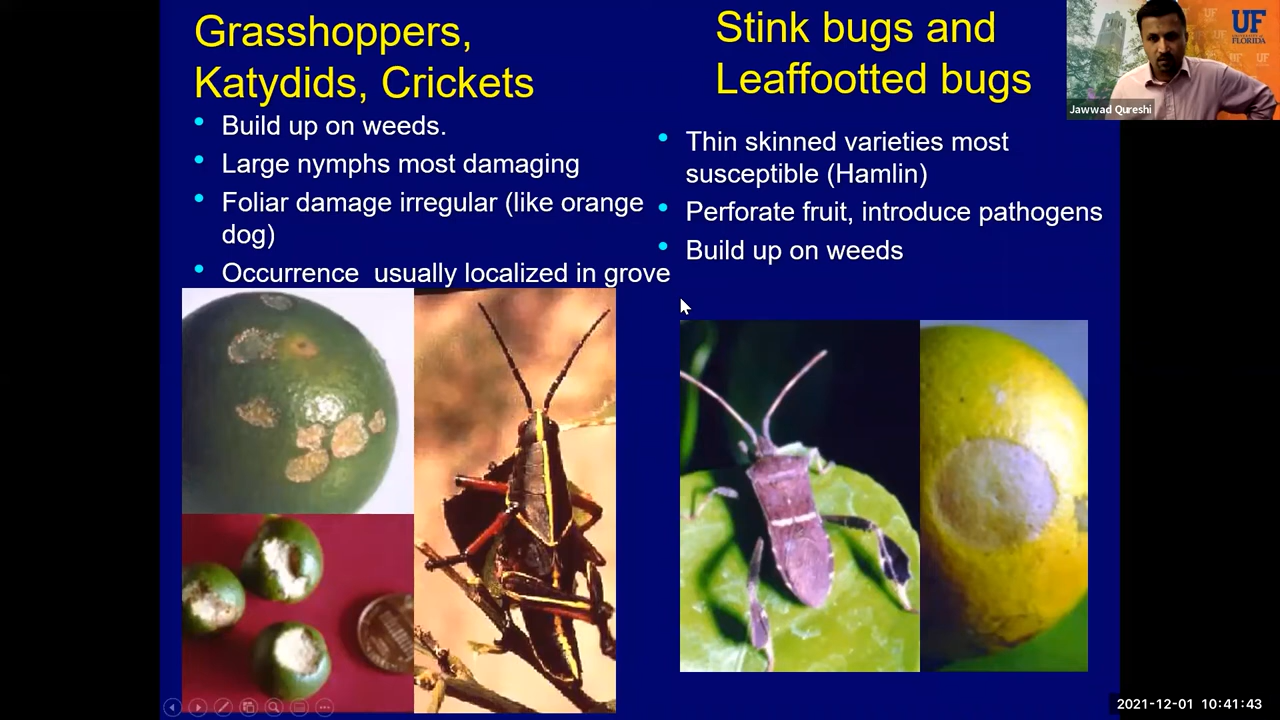 Grasshoppers,
Katydids, Crickets
Build up on weeds.
Large nymphs most damaging
Foliar damage irregular (like orange
dog)
Occurrence  usually localized in grove
Stink bugs and
Leaffootted bugs
Thin skinned varieties most
susceptible (Hamlin)
Perforate fruit, introduce pathogens
Build up on weeds
UF
FLORIDA
Jawwad Qureshi
2021-12-01 10:41:43